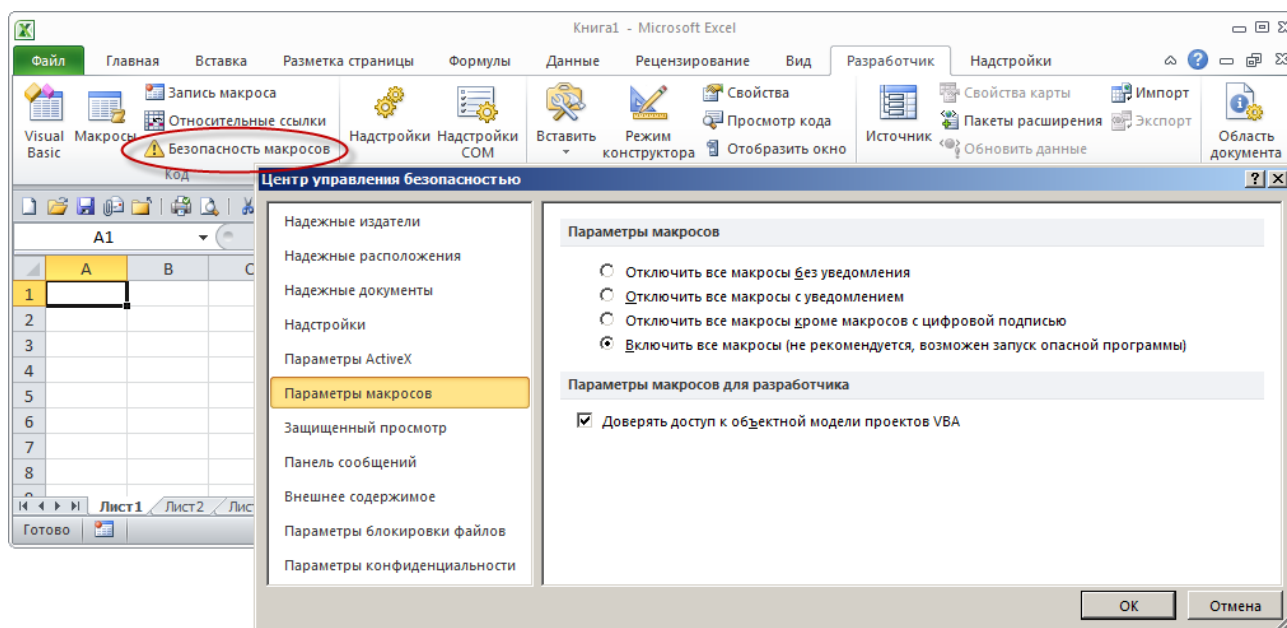 Книга1 - Microsoft Excel
Файл Главная Вставка Разметка страницы Формулы Данные Рецензирование Вид Разработчик Надстройки
Visual Basic
Макросы
Запись макроса
Относительные ссылки
Безопасность макросов
Код
Надстройки
Надстройки COM
Вставить
Режим конструктора
Свойства
Просмотр кода
Отобразить окно
Источник
Свойства карты
Пакеты расширения
Обновить данные
Импорт
Экспорт
Область документа
A1
A B C
1
2
3
4
5
6
7
8
Лист1 Лист2 Лис
Готово
Центр управления безопасностью
Надежные издатели
Надежные расположения
Надежные документы
Надстройки
Параметры ActiveX
Параметры макросов
Защищенный просмотр
Панель сообщений
Внешнее содержимое
Параметры блокировки файлов
Параметры конфиденциальности
Параметры макросов
Отключить все макросы без уведомления
Отключить все макросы с уведомлением
Отключить все макросы кроме макросов с цифровой подписью
Включить все макросы (не рекомендуется, возможен запуск опасной программы)
Параметры макросов для разработчика
Доверять доступ к объектной модели проектов VBA
ОК Отмена